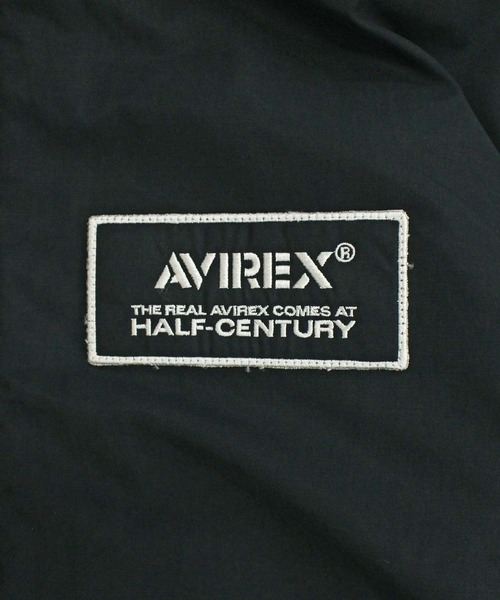 AVIREX®
THE REAL AVIREX COMES AT
HALF-CENTURY